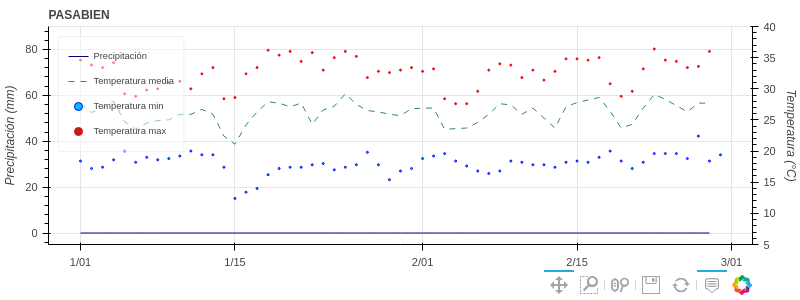 PASABIEN
Precipitación (mm)
80
60
40
20
0
Precipitación
Temperatura media
Temperatura min
Temperatura max
40
35
30
25
20
15
10
5
Temperatura (°C)
1/01
1/15
2/01
2/15
3/01